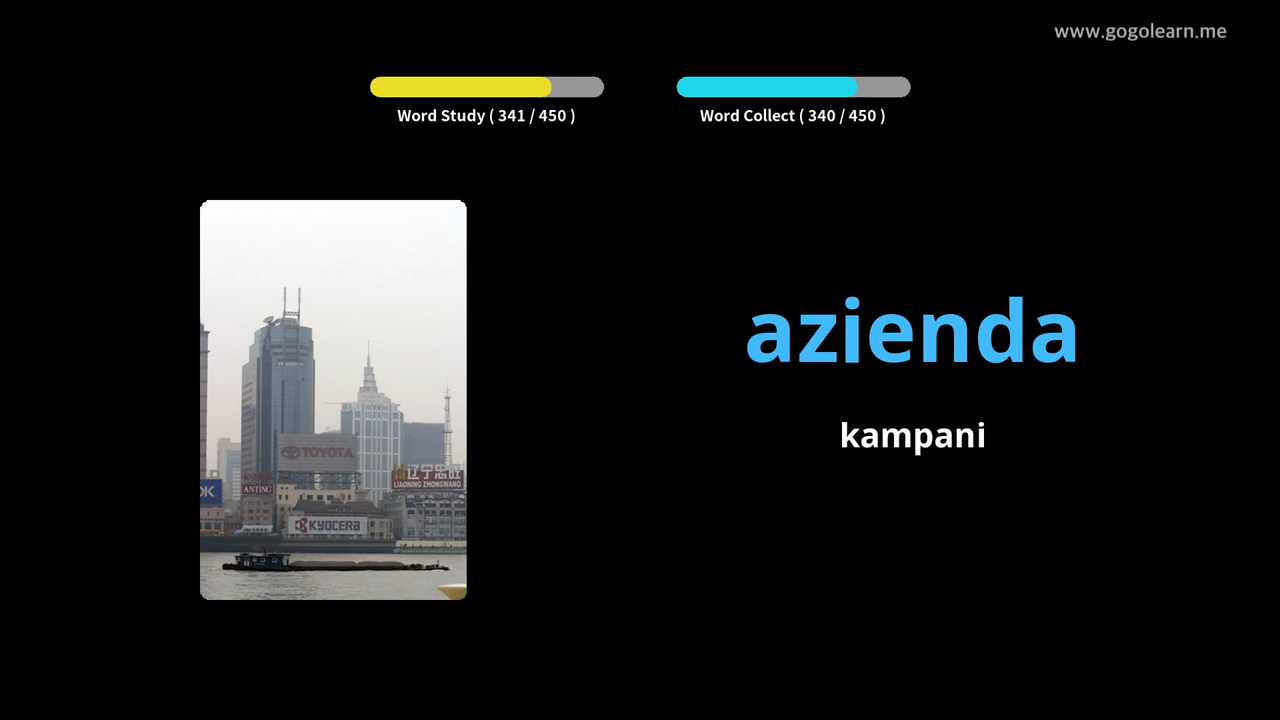 www.gogolearn.me
Word Study ( 341 / 450 )
Word Collect ( 340 / 450 )
azienda
kampani
TOYOTA
辽宁忠旺
LIAONING ZHONGWANG
OK
ANTING
KYOCERA